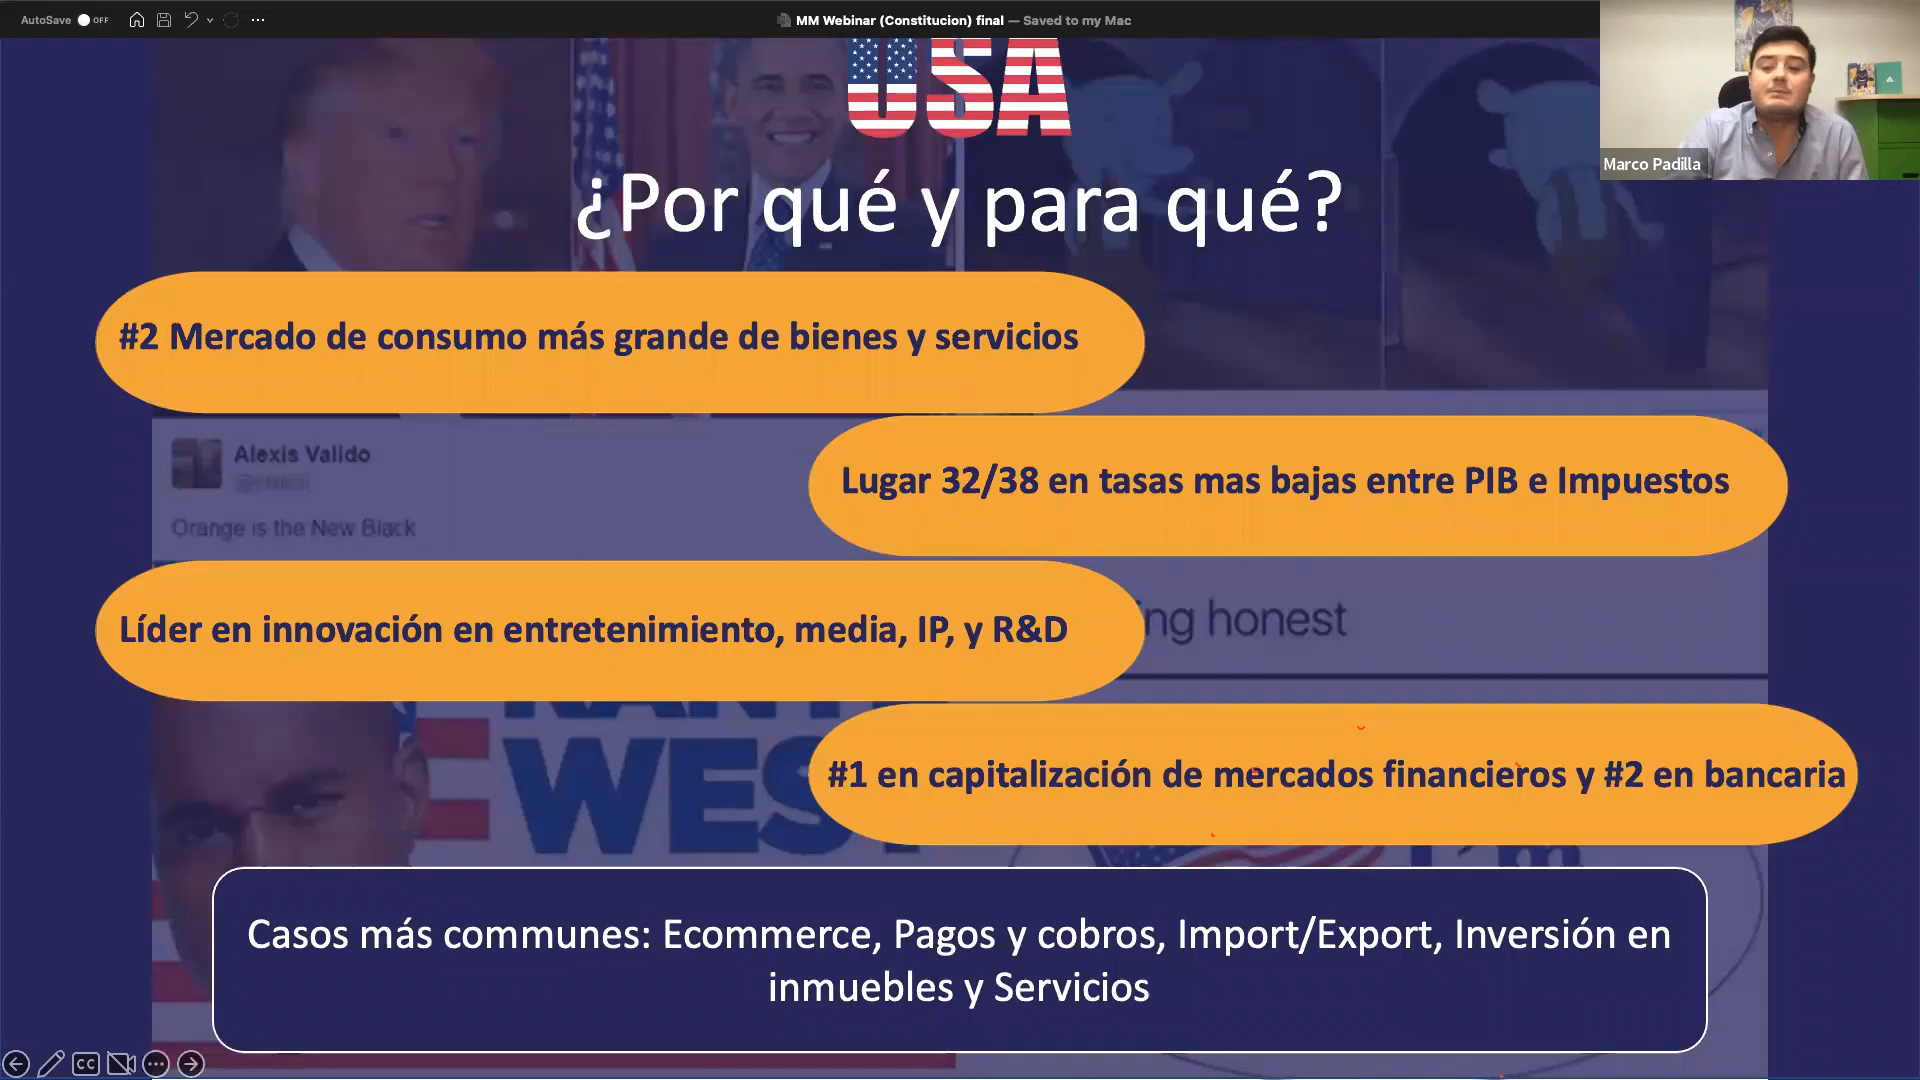 AutoSave OFF
MM Webinar (Constitucion) final — Saved to my Mac
Marco Padilla
USA
¿Por qué y para qué?
#2 Mercado de consumo más grande de bienes y servicios
Alexis Valido
Lugar 32/38 en tasas mas bajas entre PIB e Impuestos
Orange is the New Black
Líder en innovación en entretenimiento, media, IP, y R&D
ng honest
WES
#1 en capitalización de mercados financieros y #2 en bancaria
Casos más communes: Ecommerce, Pagos y cobros, Import/Export, Inversión en
inmuebles y Servicios
CC